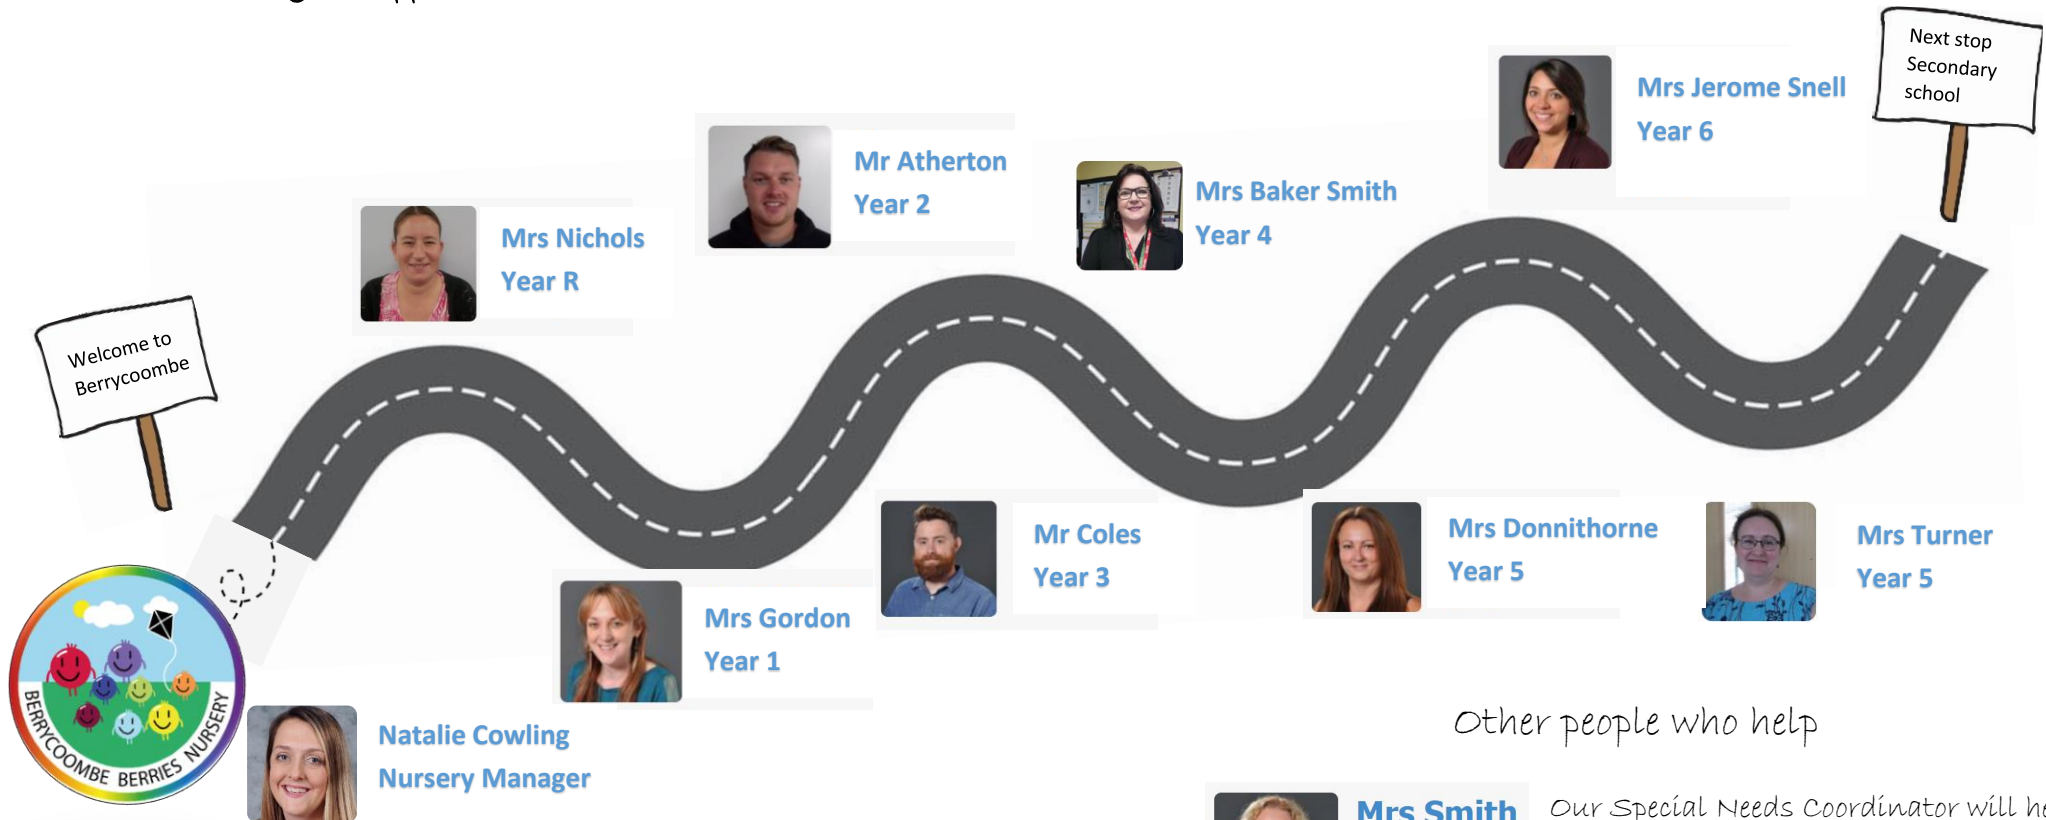 Next stop
Secondary
school
Mrs Jerome Snell
Year 6
Mr Atherton
Year 2
Mrs Baker Smith
Year 4
Mrs Nichols
Year R
Welcome to
Berrycoombe
Mr Coles
Year 3
Mrs Donnithorne
Year 5
Mrs Turner
Year 5
Mrs Gordon
Year 1
BERRYCOOMBE BERRIES NURSERY
Natalie Cowling
Nursery Manager
Other people who help
Mrs Smith
Our Special Needs Coordinator will